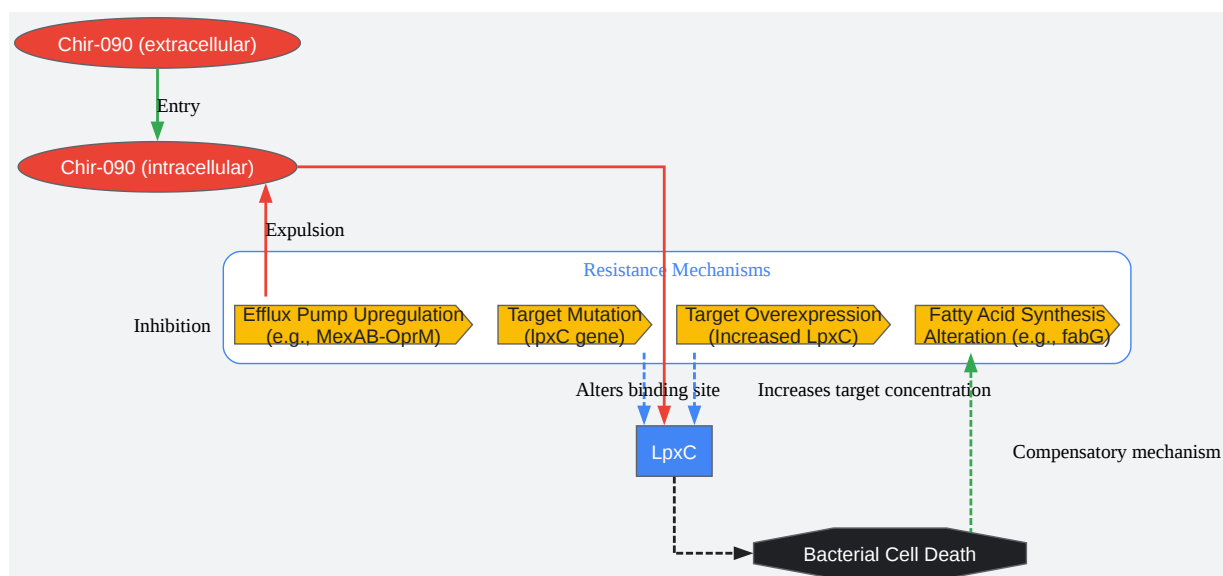 Chir-090 (extracellular)
Entry
Chir-090 (intracellular)
Expulsion
Resistance Mechanisms
Inhibition
Efflux Pump Upregulation
(e.g., MexAB-OprM)
Target Mutation
(lpxC gene)
Target Overexpression
(Increased LpxC)
Fatty Acid Synthesis
Alteration (e.g., fabG)
Alters binding site
Increases target concentration
LpxC
Compensatory mechanism
Bacterial Cell Death